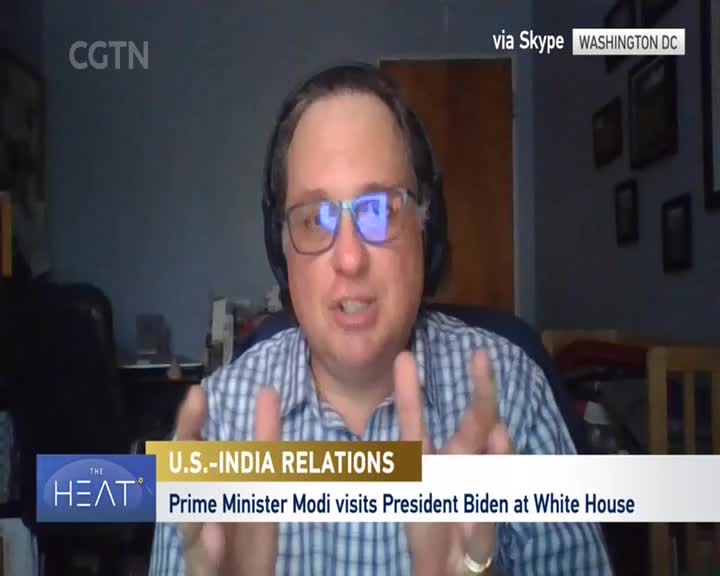 CGTN
via Skype WASHINGTON DC
U.S.-INDIA RELATIONS
THE HEAT
Prime Minister Modi visits President Biden at White House